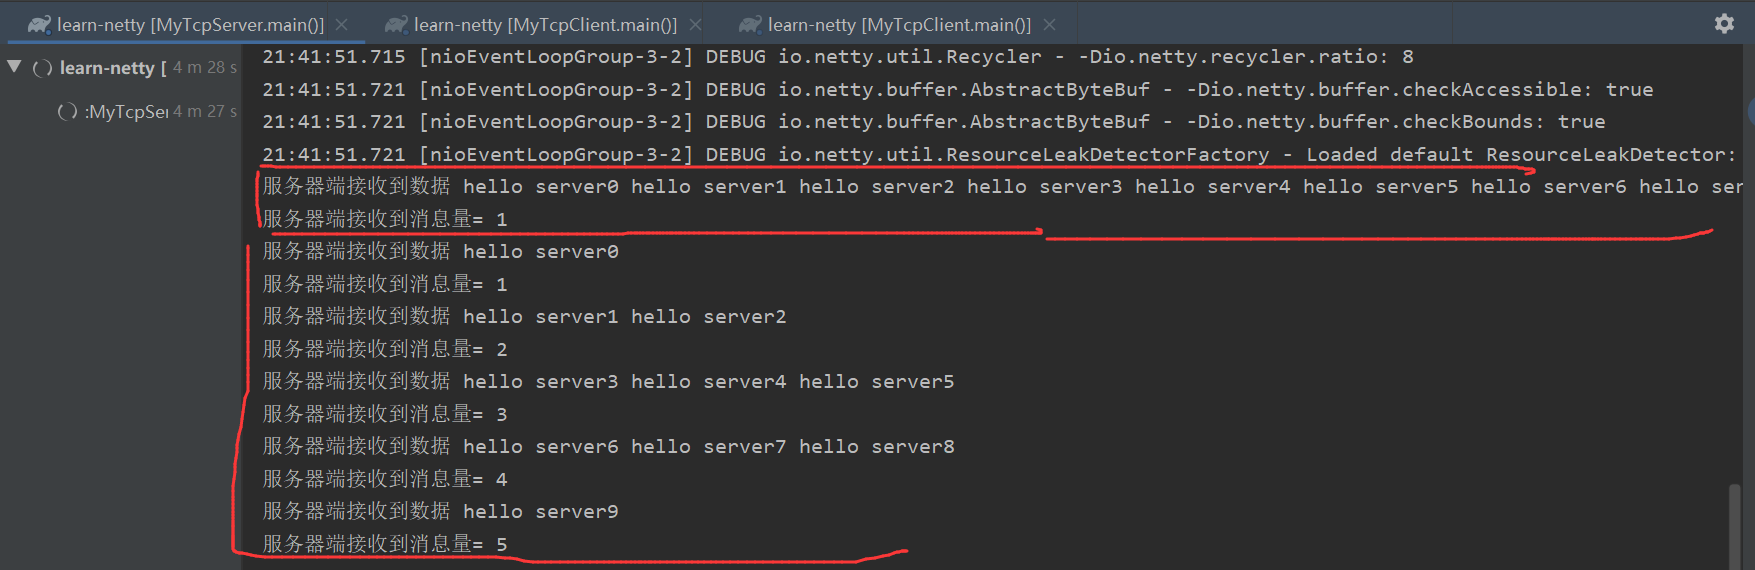 learn-netty [MyTcpServer.main()] learn-netty [MyTcpClient.main()] learn-netty [MyTcpClient.main()]
learn-netty [ 4 m 28 s
:MyTcpSer 4 m 27 s
21:41:51.715 [nioEventLoopGroup-3-2] DEBUG io.netty.util.Recycler - -Dio.netty.recycler.ratio: 8
21:41:51.721 [nioEventLoopGroup-3-2] DEBUG io.netty.buffer.AbstractByteBuf - -Dio.netty.buffer.checkAccessible: true
21:41:51.721 [nioEventLoopGroup-3-2] DEBUG io.netty.buffer.AbstractByteBuf - -Dio.netty.buffer.checkBounds: true
21:41:51.721 [nioEventLoopGroup-3-2] DEBUG io.netty.util.ResourceLeakDetectorFactory - Loaded default ResourceLeakDetector:
服务器端接收到数据 hello server0 hello server1 hello server2 hello server3 hello server4 hello server5 hello server6 hello ser
服务器端接收到消息量= 1
服务器端接收到数据 hello server0
服务器端接收到消息量= 1
服务器端接收到数据 hello server1 hello server2
服务器端接收到消息量= 2
服务器端接收到数据 hello server3 hello server4 hello server5
服务器端接收到消息量= 3
服务器端接收到数据 hello server6 hello server7 hello server8
服务器端接收到消息量= 4
服务器端接收到数据 hello server9
服务器端接收到消息量= 5